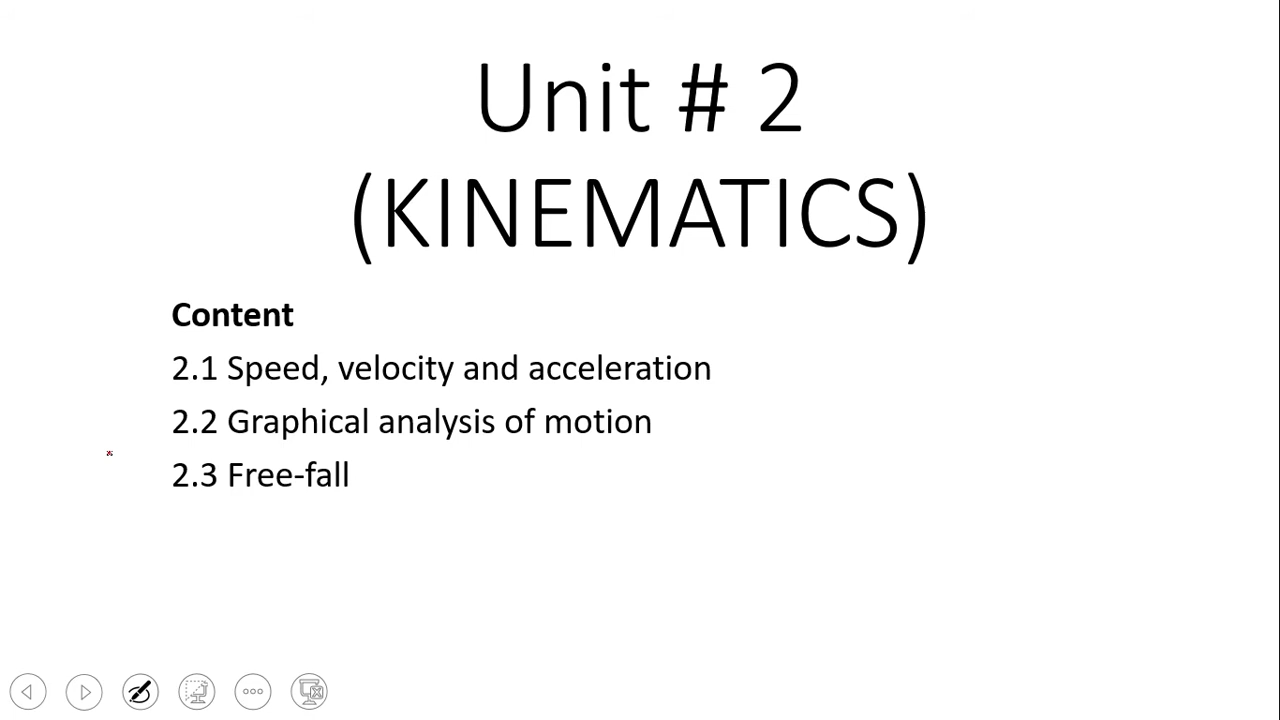 Unit # 2
(KINEMATICS)
Content
2.1 Speed, velocity and acceleration
2.2 Graphical analysis of motion
2.3 Free-fall